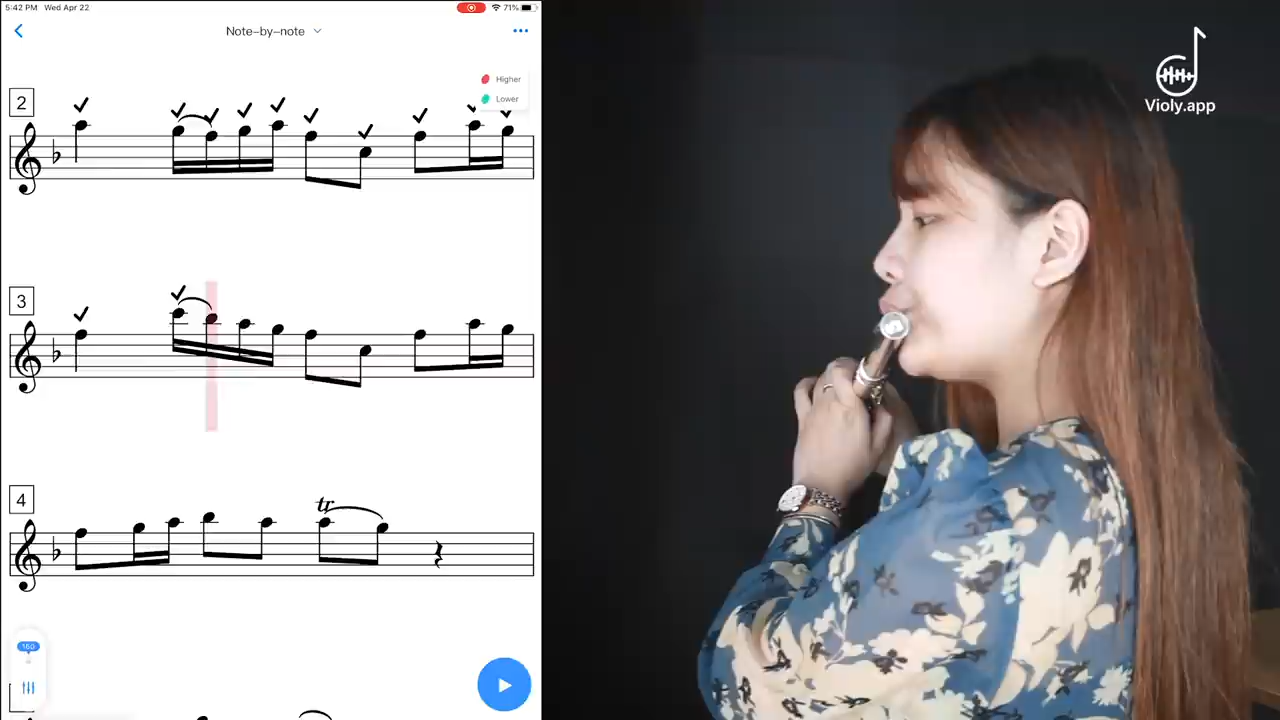 5:42 PM Wed Apr 22 71%
Note-by-note
Higher
Lower
2
3
4
tr
160
Violy.app